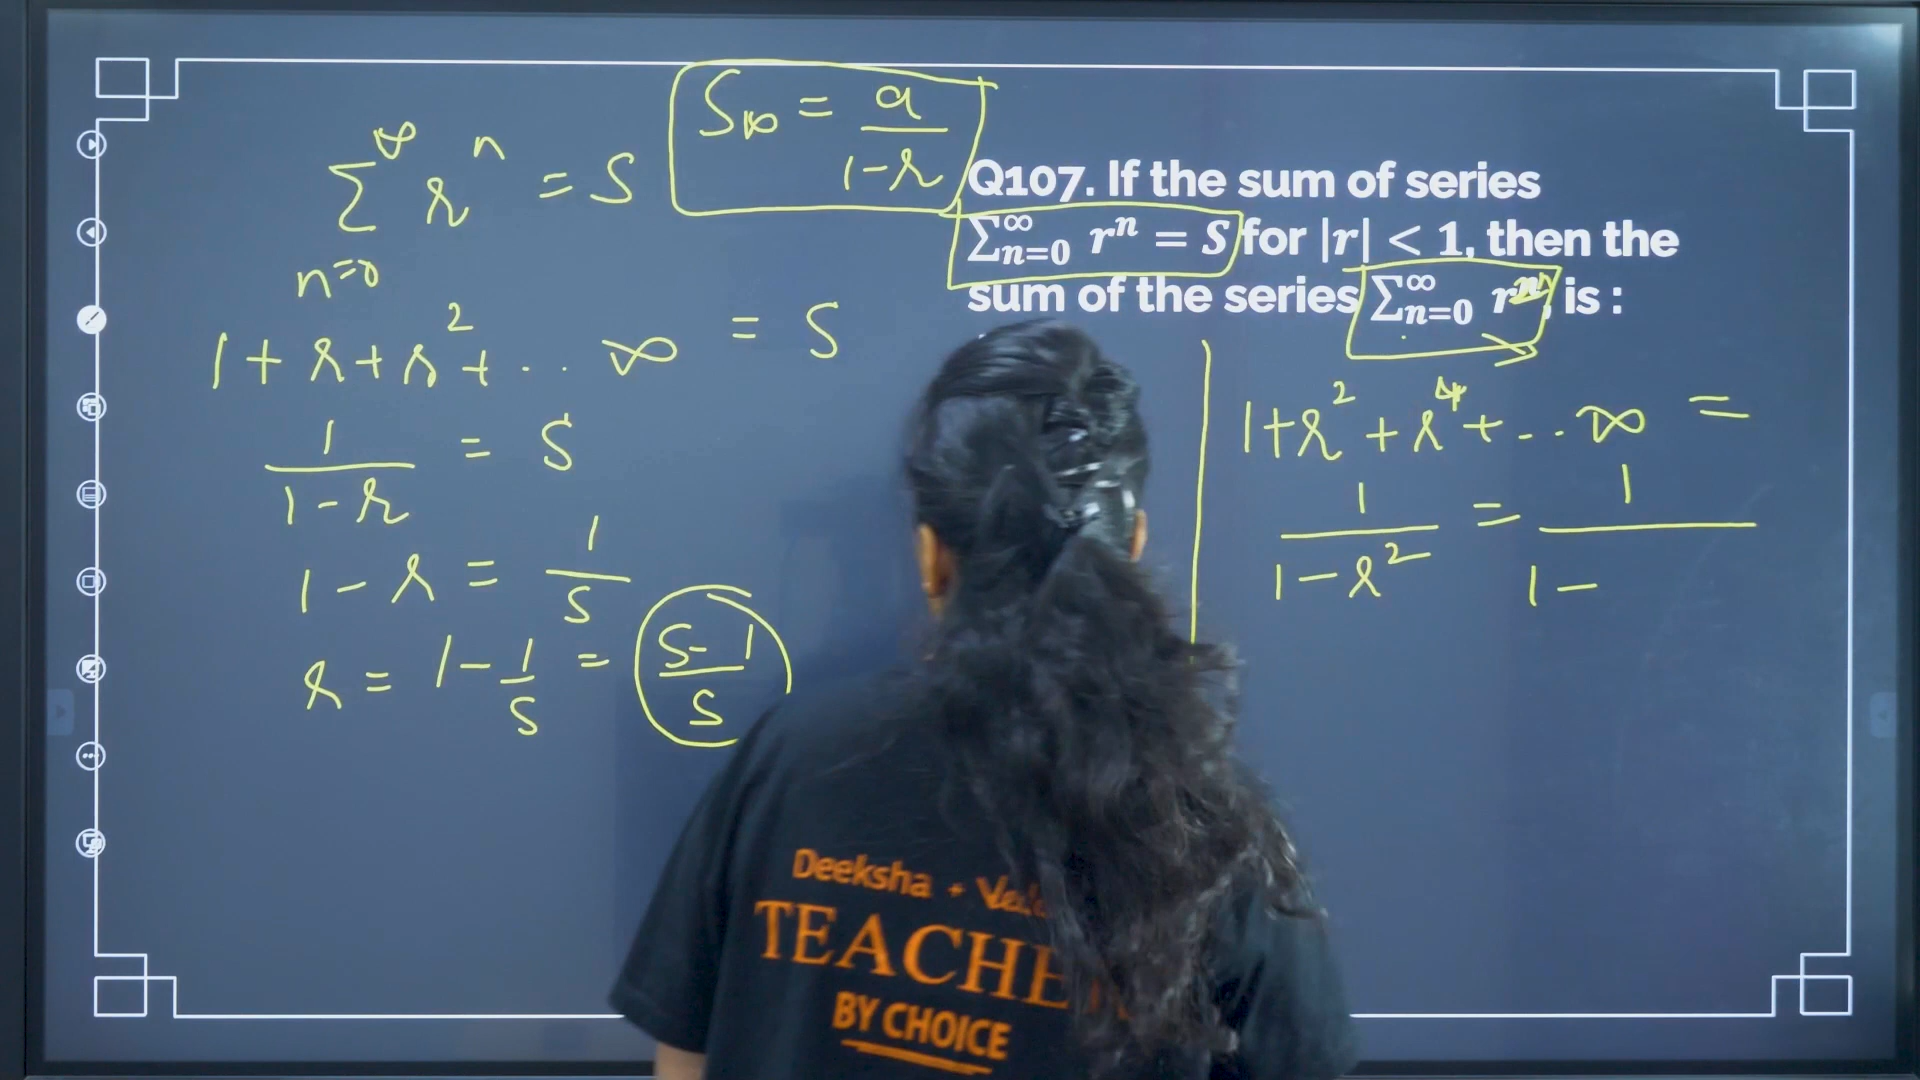 ∑ₙ₌₀^∞ rⁿ = S
S∞ = a/(1-r)
1 + r + r² + ... ∞ = S
1/(1-r) = S
1 - r = 1/S
r = 1 - 1/S = (S-1)/S
Q107. If the sum of series
∑ₙ₌₀^∞ rⁿ = S for |r| < 1, then the
sum of the series ∑ₙ₌₀^∞ r²ⁿ, is :
1 + r² + r⁴ + ... ∞ =
1/(1-r²) = 1/(1-
Deeksha +
TEACHE
BY CHOICE